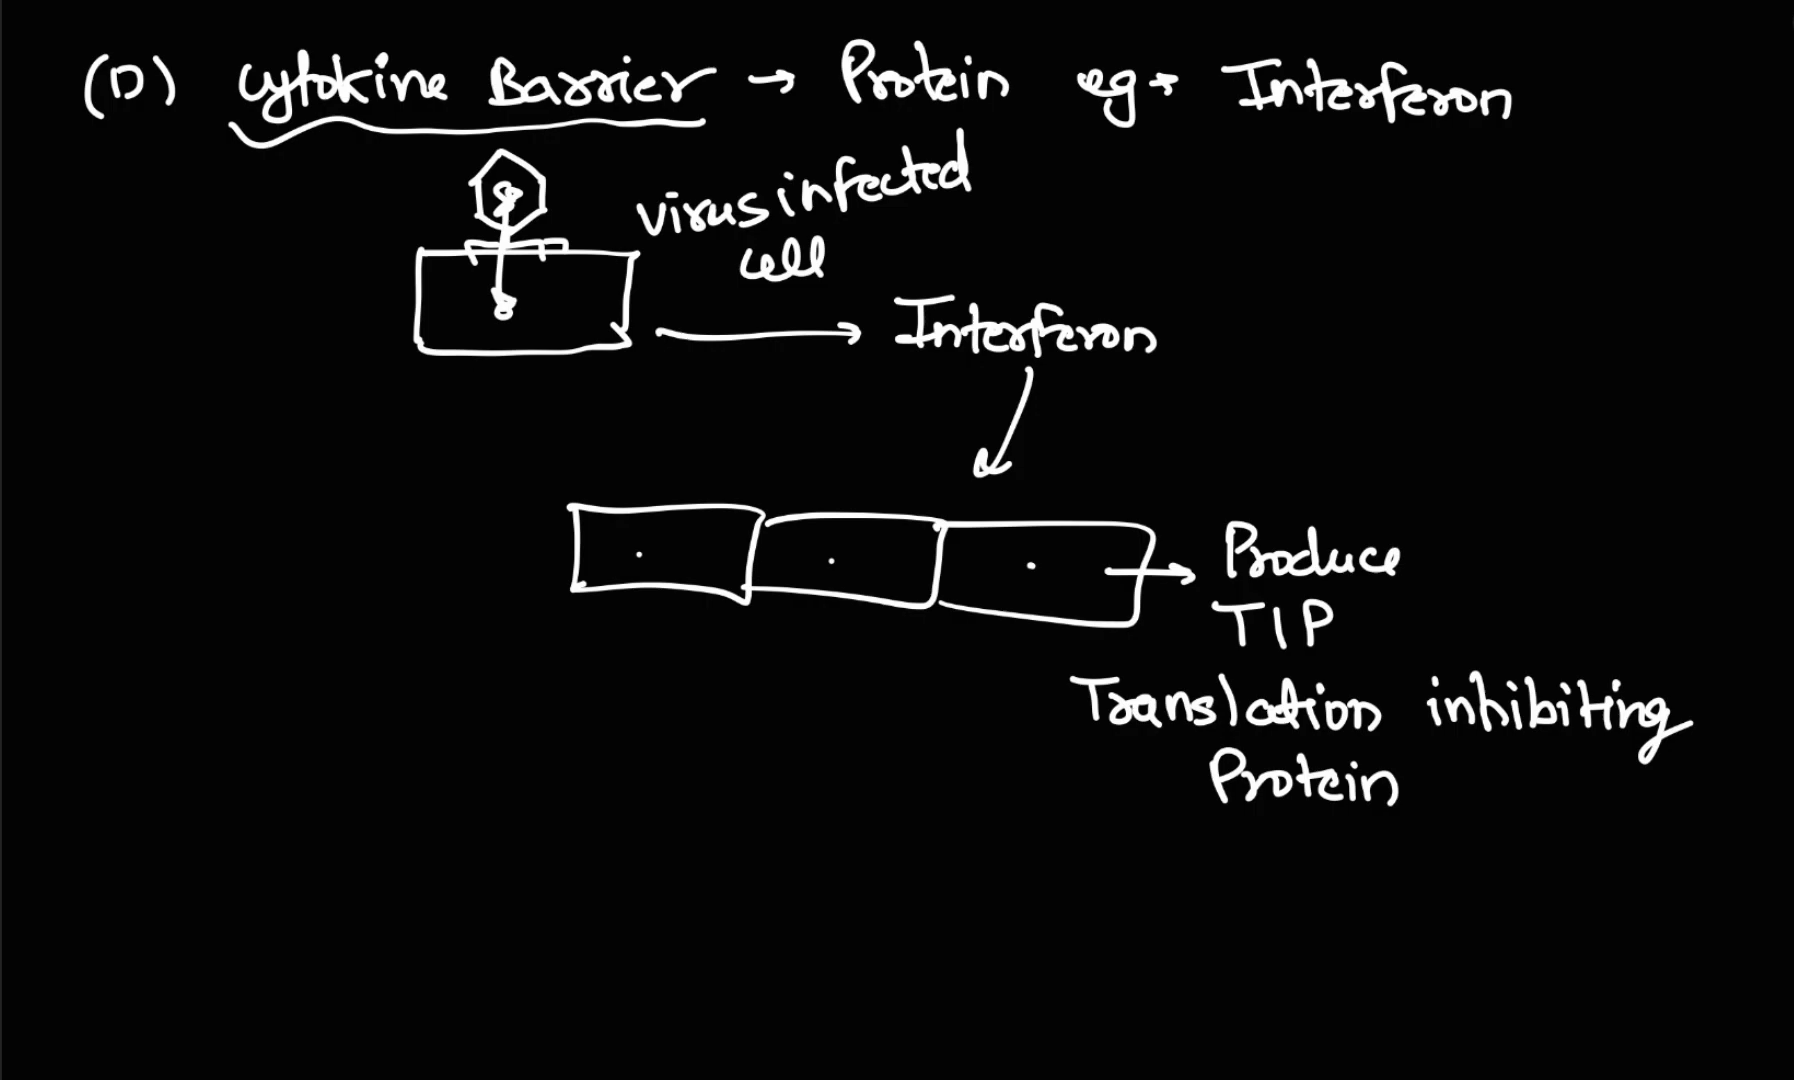 (D) Cytokine Barrier → Protein eg → Interferon
virus infected
cell
Interferon
Produce
TIP
Translation inhibiting
Protein